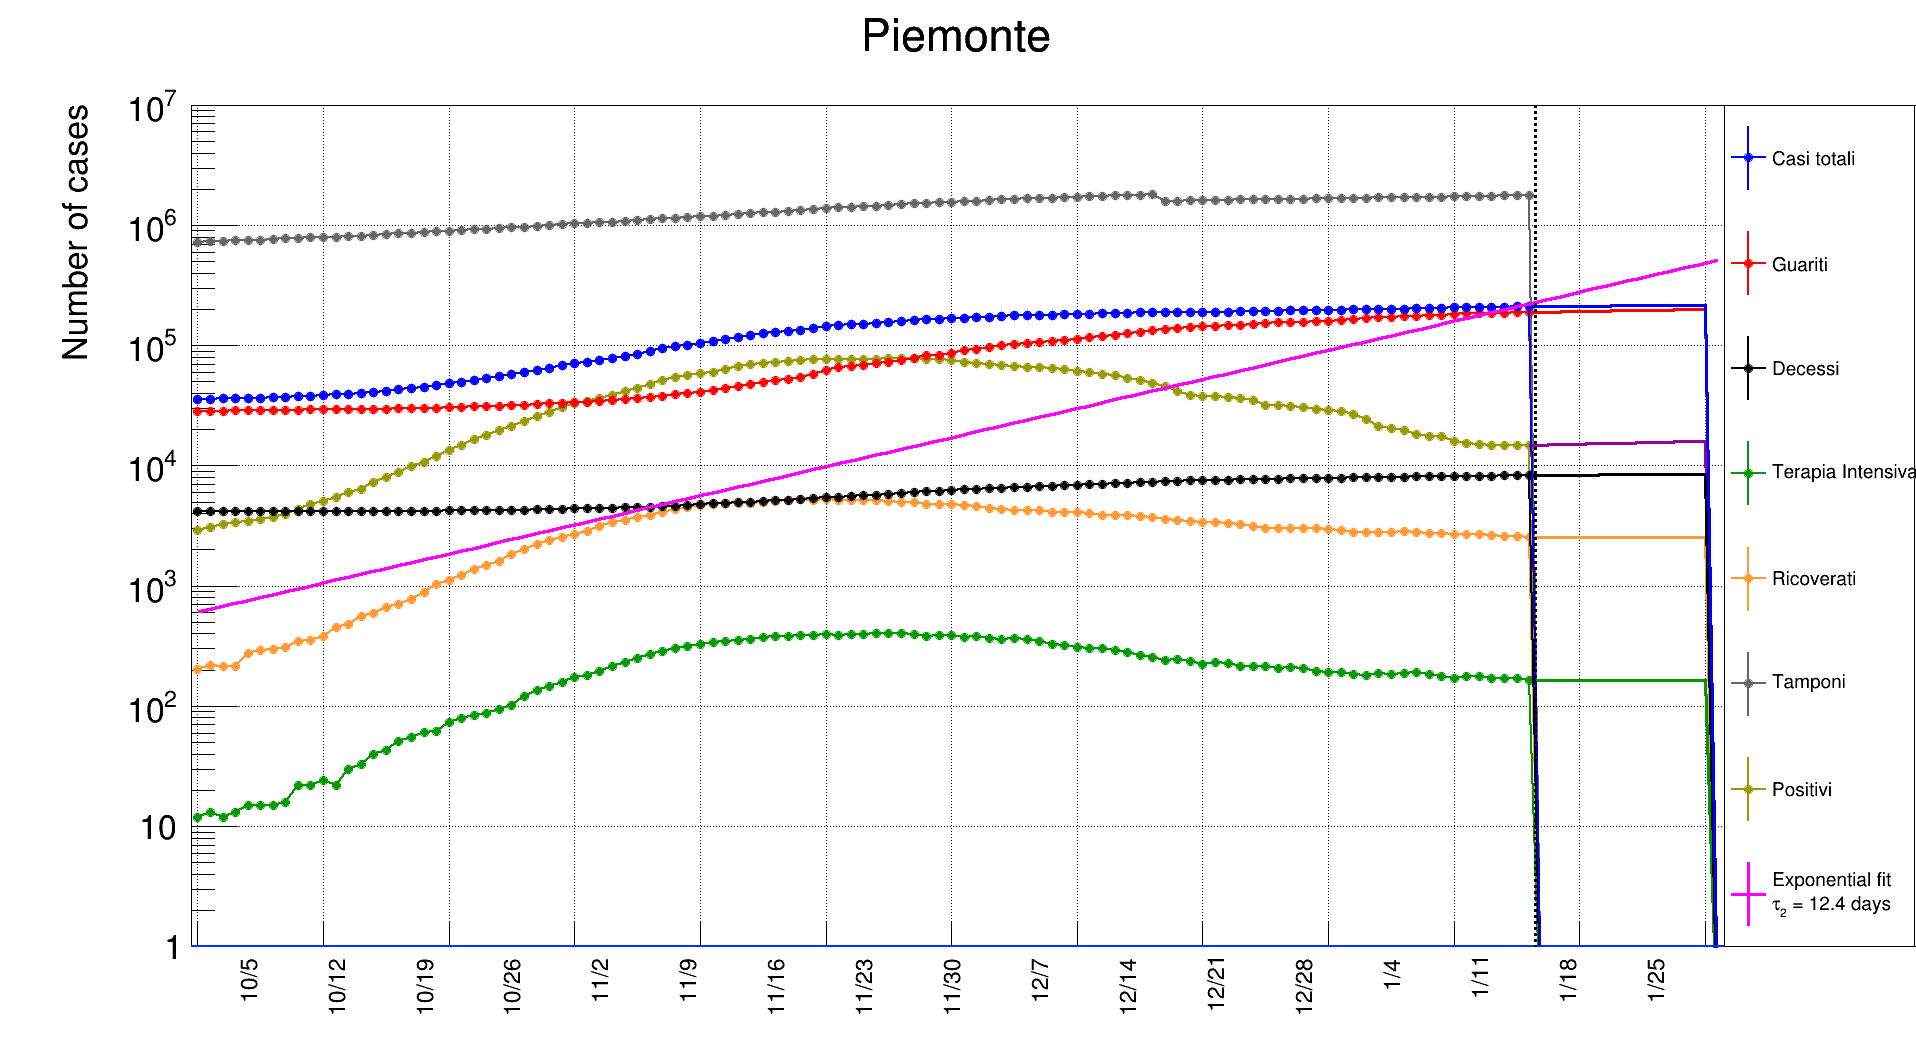 Piemonte
Number of cases
10^7
10^6
10^5
10^4
10^3
10^2
10
1
10/5
10/12
10/19
10/26
11/2
11/9
11/16
11/23
11/30
12/7
12/14
12/21
12/28
1/4
1/11
1/18
1/25
Casi totali
Guariti
Decessi
Terapia Intensiva
Ricoverati
Tamponi
Positivi
Exponential fit
τ₂ = 12.4 days